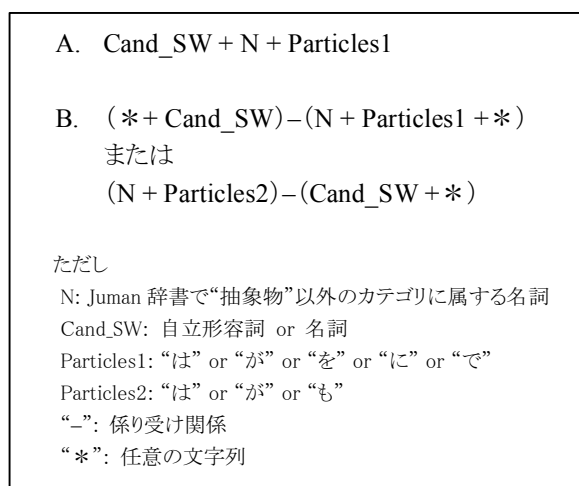 A. Cand_SW + N + Particles1
B. (*+ Cand_SW)–(N + Particles1 +*)
または
(N + Particles2)–(Cand_SW +*)
ただし
N: Juman 辞書で“抽象物”以外のカテゴリに属する名詞
Cand_SW: 自立形容詞 or 名詞
Particles1: “は” or “が” or “を” or “に” or “で”
Particles2: “は” or “が” or “も”
“–”: 係り受け関係
“*”: 任意の文字列